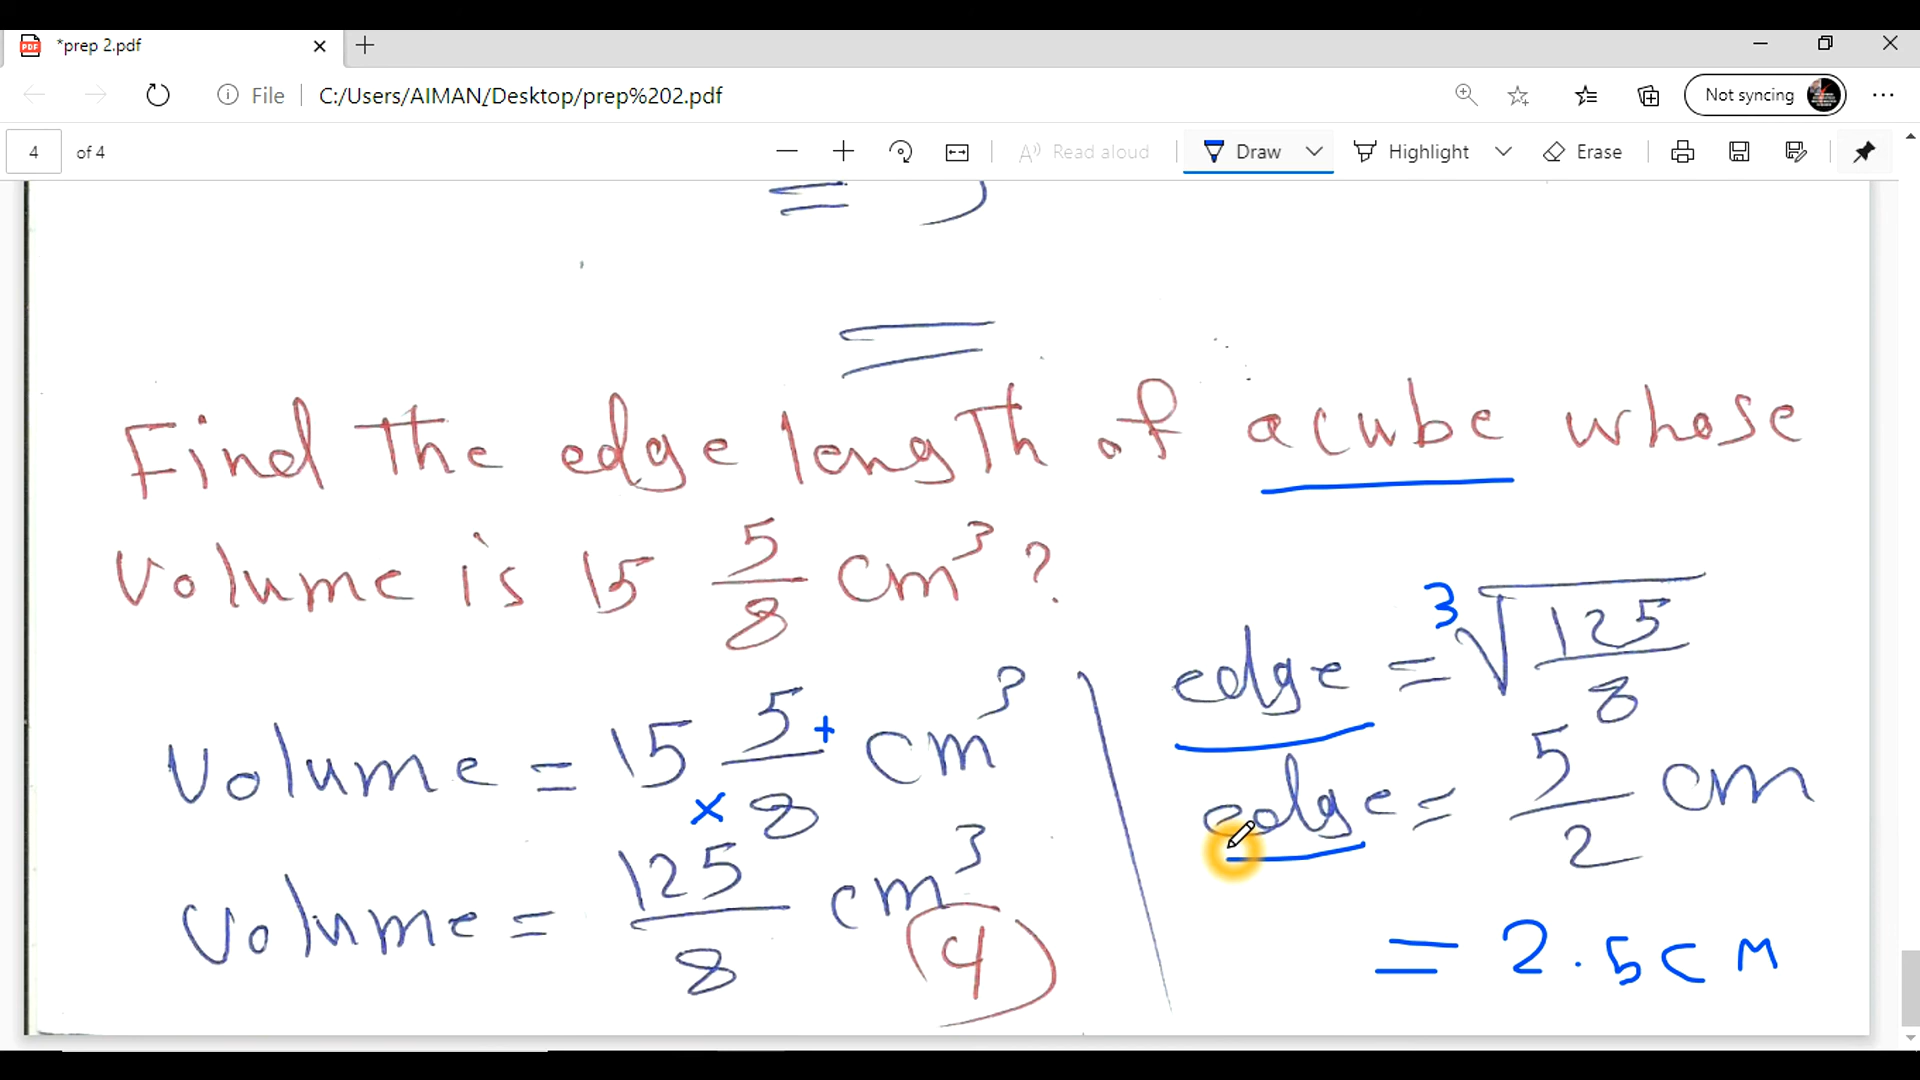 *prep 2.pdf
File C:/Users/AIMAN/Desktop/prep%202.pdf Not syncing
4 of 4 Read aloud Draw Highlight Erase
Find The edge length of a cube whose
Volume is 15 5/8 cm³ ?
Volume = 15 5/8 cm³
+
×
Volume = 125/8 cm³
4
edge = ³√125/8
edge = 5/2 cm
= 2.5 cm